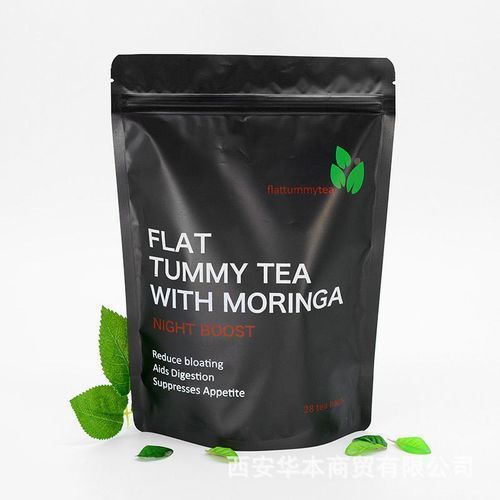 flattummytea
FLAT
TUMMY TEA
WITH MORINGA
NIGHT BOOST
Reduce bloating
Aids Digestion
Suppresses Appetite
28 tea
西安华本商贸有限公司